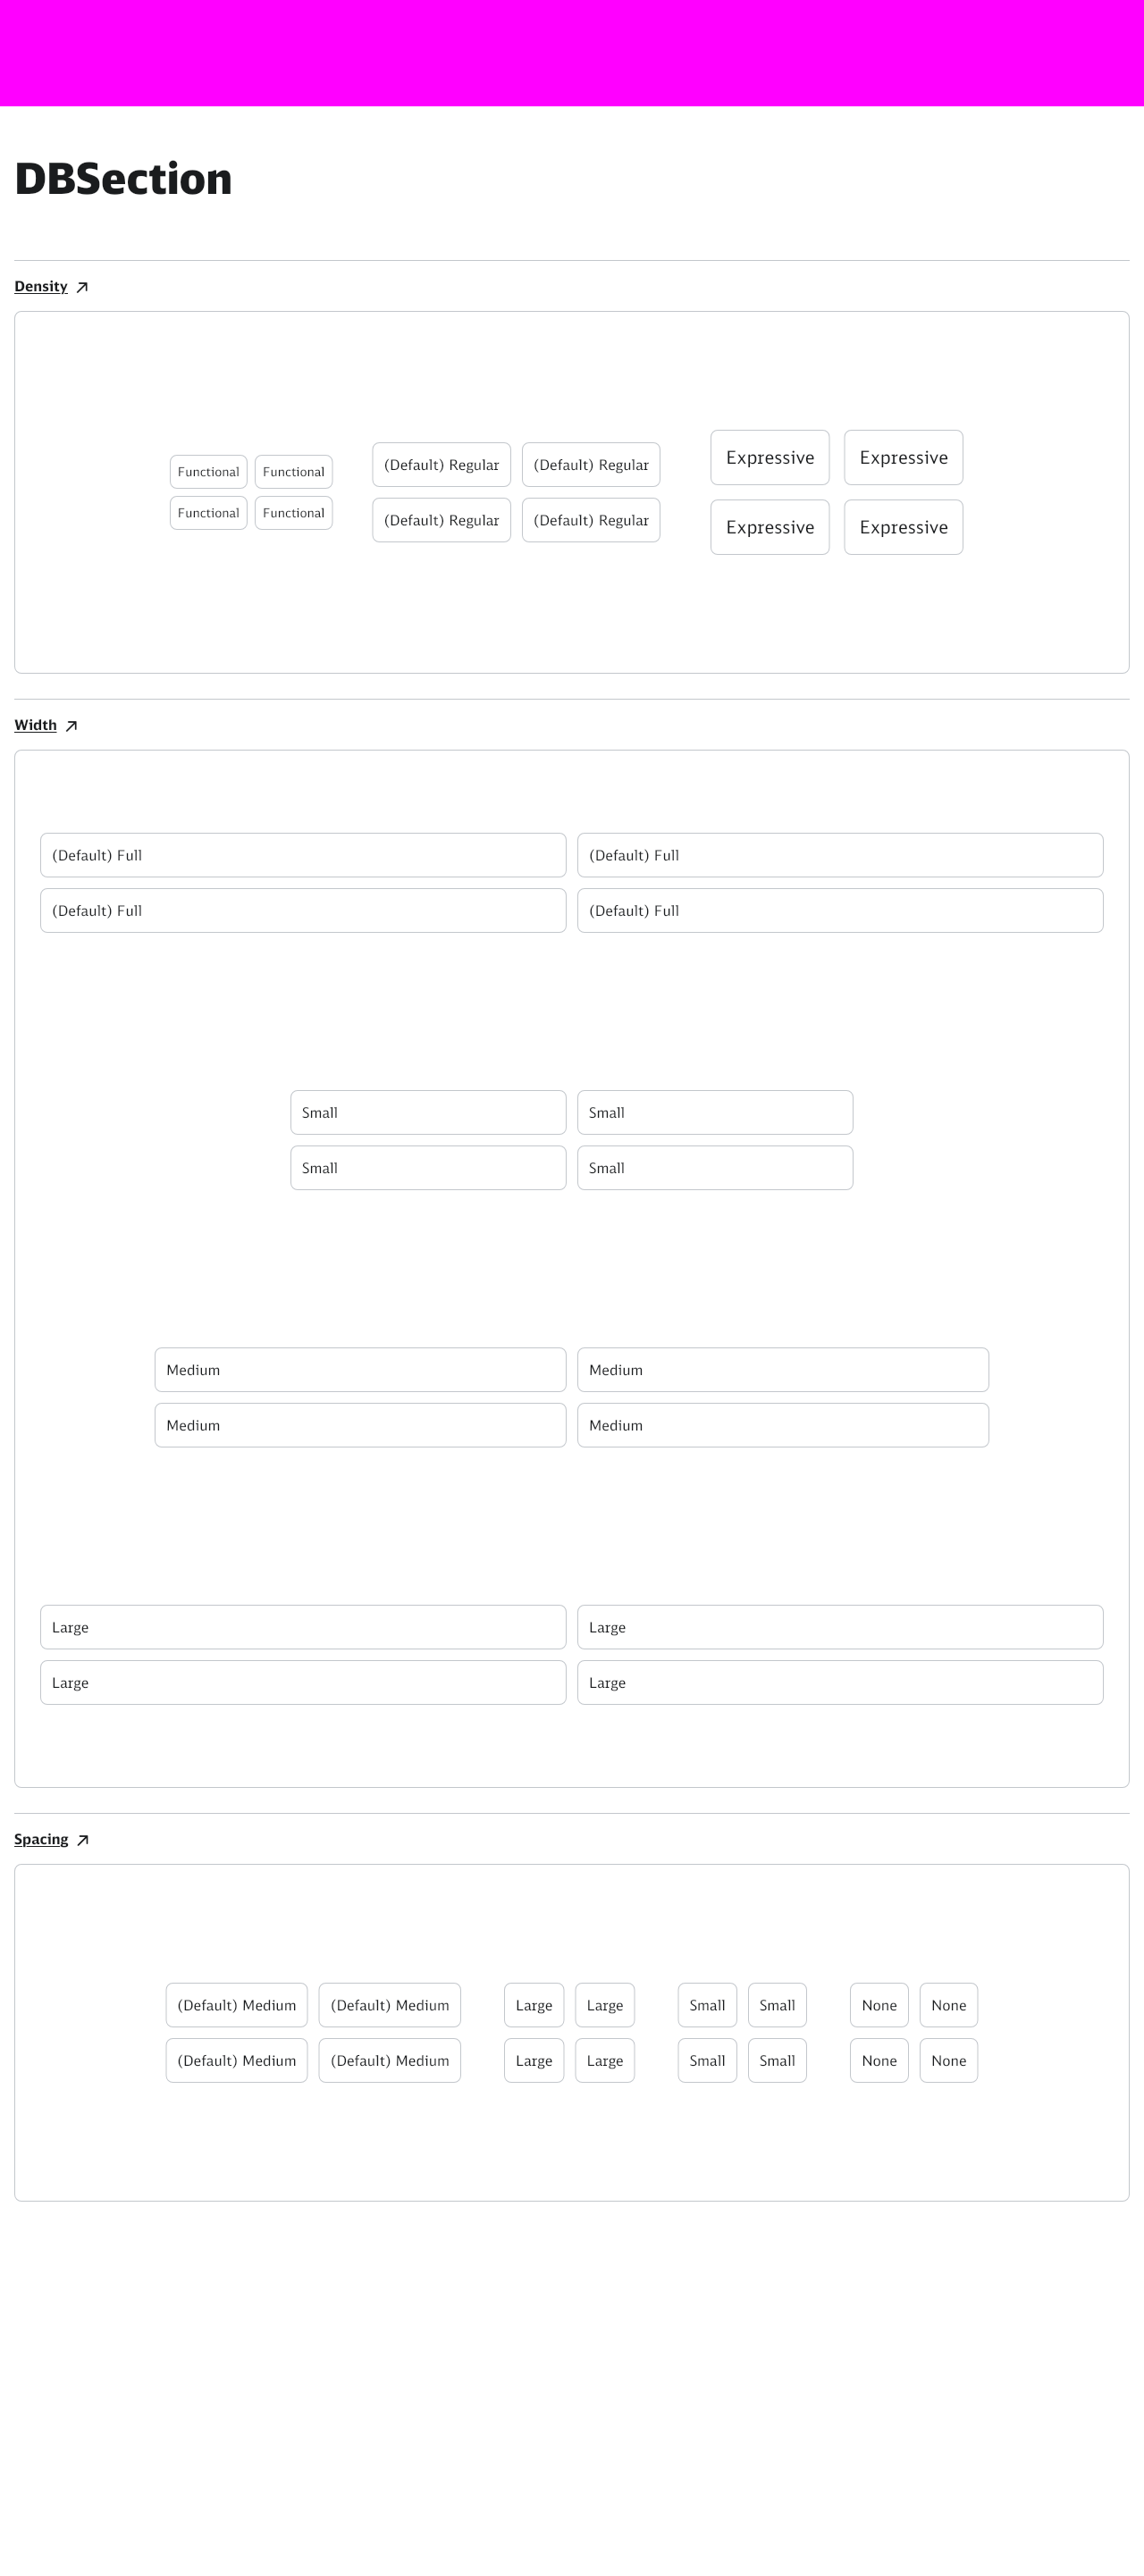 DBSection
Density
Functional Functional (Default) Regular (Default) Regular Expressive Expressive
Functional Functional (Default) Regular (Default) Regular Expressive Expressive
Width
(Default) Full (Default) Full
(Default) Full (Default) Full
Small Small
Small Small
Medium Medium
Medium Medium
Large Large
Large Large
Spacing
(Default) Medium (Default) Medium Large Large Small Small None None
(Default) Medium (Default) Medium Large Large Small Small None None